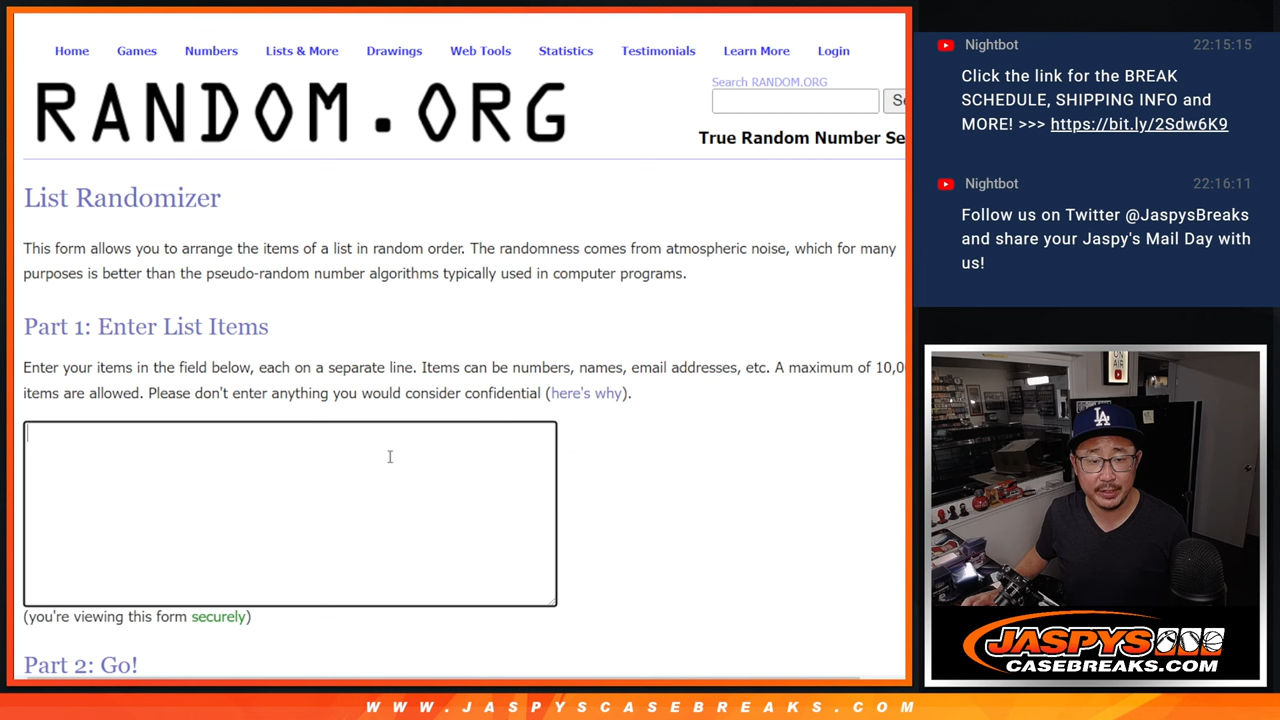 Home Games Numbers Lists & More Drawings Web Tools Statistics Testimonials Learn More Login
RANDOM.ORG
Search RANDOM.ORG
True Random Number Se
List Randomizer
This form allows you to arrange the items of a list in random order. The randomness comes from atmospheric noise, which for many
purposes is better than the pseudo-random number algorithms typically used in computer programs.
Part 1: Enter List Items
Enter your items in the field below, each on a separate line. Items can be numbers, names, email addresses, etc. A maximum of 10,0
items are allowed. Please don't enter anything you would consider confidential (here's why).
(you're viewing this form securely)
Part 2: Go!
Nightbot 22:15:15
Click the link for the BREAK
SCHEDULE, SHIPPING INFO and
MORE! >>> https://bit.ly/2Sdw6K9
Nightbot 22:16:11
Follow us on Twitter @JaspysBreaks
and share your Jaspy's Mail Day with
us!
ON
AIR
LA
JASPYS
CASEBREAKS.COM
WWW.JASPYSCASEBREAKS.COM